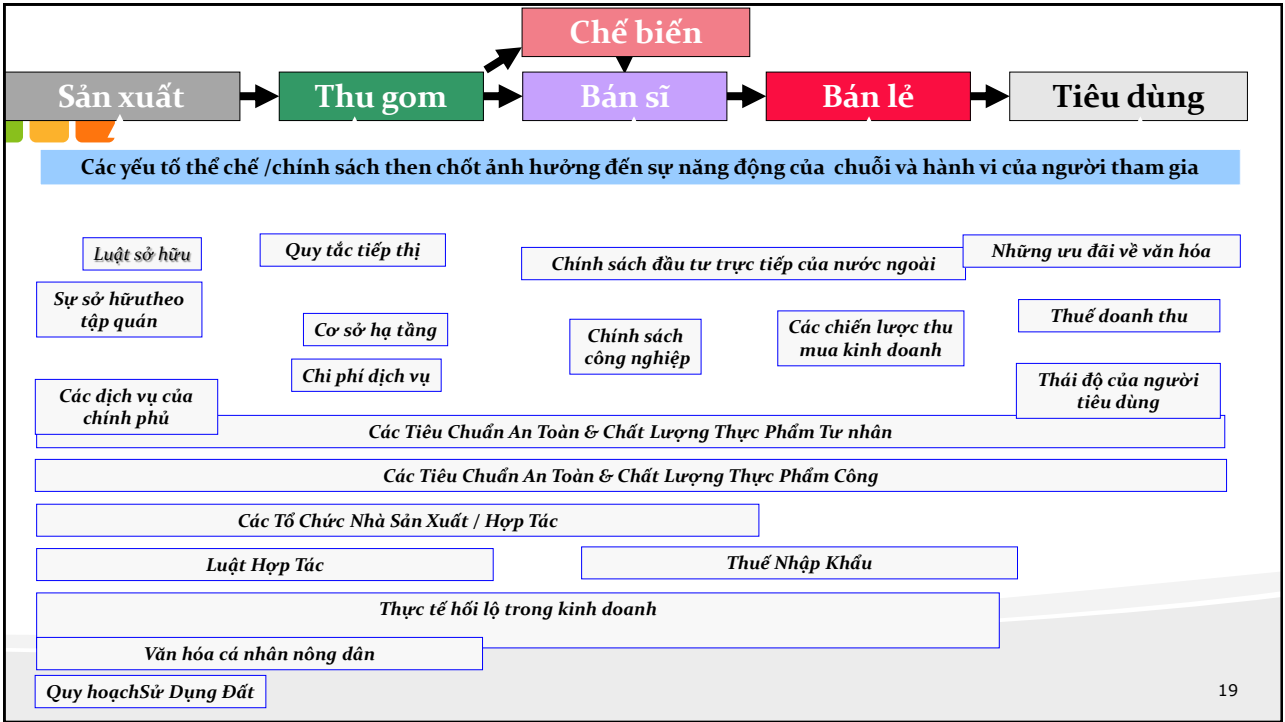 Chế biến
Sản xuất
Thu gom
Bán sĩ
Bán lẻ
Tiêu dùng
Các yếu tố thể chế /chính sách then chốt ảnh hưởng đến sự năng động của  chuỗi và hành vi của người tham gia
Luật sở hữu
Quy tắc tiếp thị
Chính sách đầu tư trực tiếp của nước ngoài
Những ưu đãi về văn hóa
Sự sở hữutheo
tập quán
Cơ sở hạ tầng
Chính sách
công nghiệp
Các chiến lược thu
mua kinh doanh
Thuế doanh thu
Chi phí dịch vụ
Thái độ của người
tiêu dùng
Các dịch vụ của
chính phủ
Các Tiêu Chuẩn An Toàn & Chất Lượng Thực Phẩm Tư nhân
Các Tiêu Chuẩn An Toàn & Chất Lượng Thực Phẩm Công
Các Tổ Chức Nhà Sản Xuất / Hợp Tác
Luật Hợp Tác
Thuế Nhập Khẩu
Thực tế hối lộ trong kinh doanh
Văn hóa cá nhân nông dân
Quy hoạchSử Dụng Đất
19